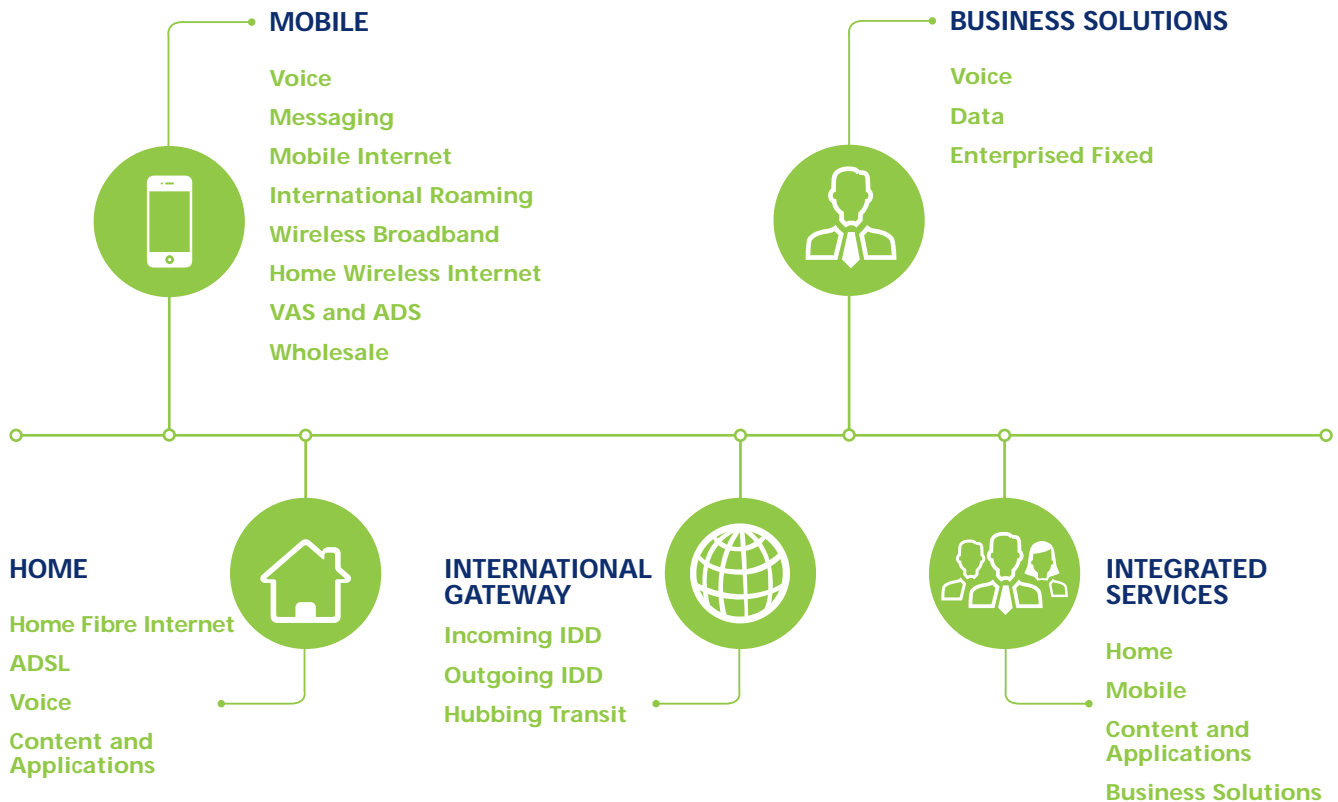 MOBILE
Voice
Messaging
Mobile Internet
International Roaming
Wireless Broadband
Home Wireless Internet
VAS and ADS
Wholesale
BUSINESS SOLUTIONS
Voice
Data
Enterprised Fixed
HOME
Home Fibre Internet
ADSL
Voice
Content and
Applications
INTERNATIONAL
GATEWAY
Incoming IDD
Outgoing IDD
Hubbing Transit
INTEGRATED
SERVICES
Home
Mobile
Content and
Applications
Business Solutions